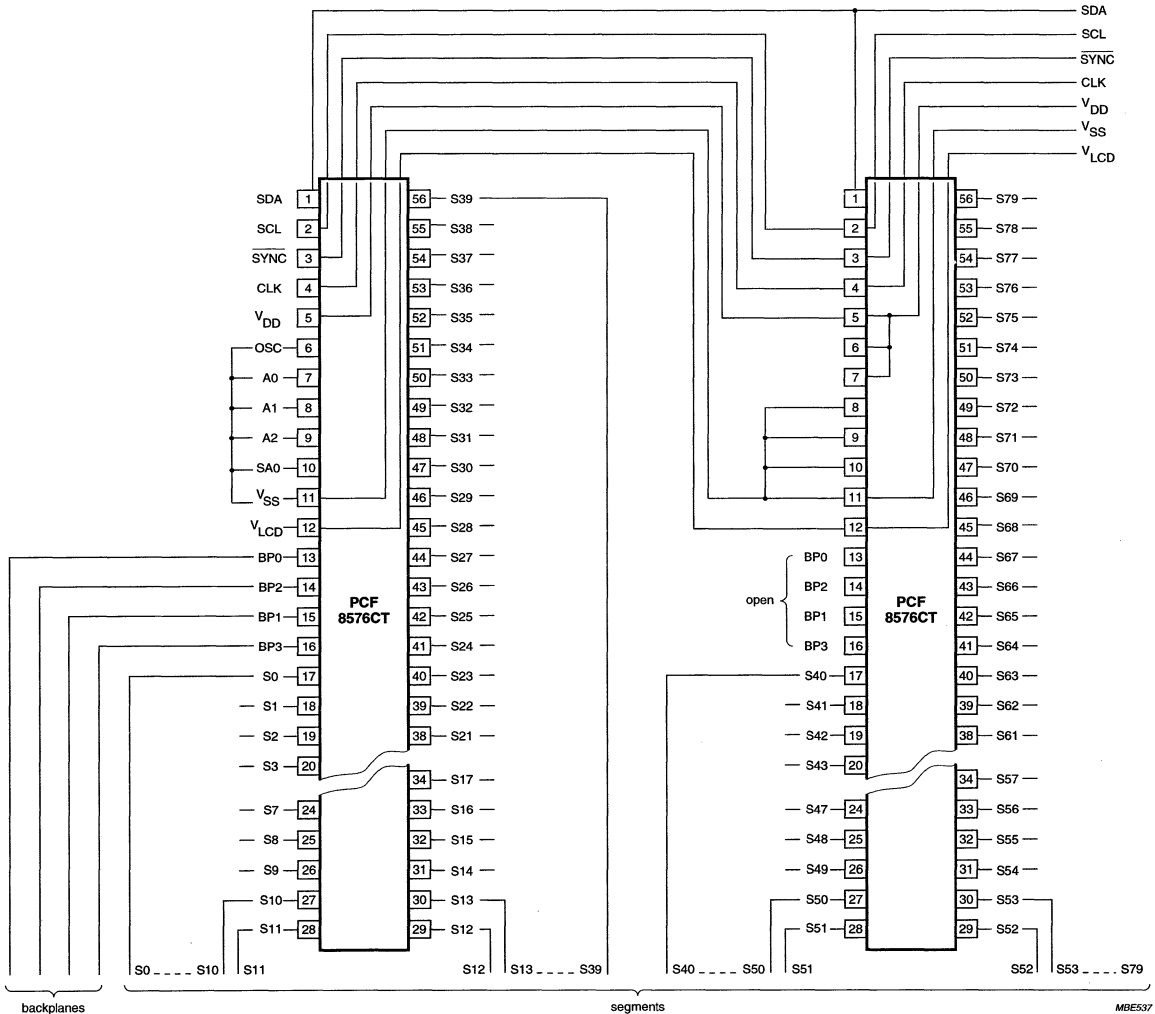 SDA
SCL
SYNC
CLK
VDD
VSS
VLCD
SDA 1 56 S39 1 56 S79
SCL 2 55 S38 2 55 S78
SYNC 3 54 S37 3 54 S77
CLK 4 53 S36 4 53 S76
VDD 5 52 S35 5 52 S75
OSC 6 51 S34 6 51 S74
A0 7 50 S33 7 50 S73
A1 8 49 S32 8 49 S72
A2 9 48 S31 9 48 S71
SA0 10 47 S30 10 47 S70
VSS 11 46 S29 11 46 S69
VLCD 12 45 S28 12 45 S68
BP0 13 44 S27 BP0 13 44 S67
BP2 14 43 S26 BP2 14 43 S66
PCF
8576CT
open
PCF
8576CT
BP1 15 42 S25 BP1 15 42 S65
BP3 16 41 S24 BP3 16 41 S64
S0 17 40 S23 S40 17 40 S63
S1 18 39 S22 S41 18 39 S62
S2 19 38 S21 S42 19 38 S61
S3 20 S43 20
34 S17 34 S57
S7 24 33 S16 S47 24 33 S56
S8 25 32 S15 S48 25 32 S55
S9 26 31 S14 S49 26 31 S54
S10 27 30 S13 S50 27 30 S53
S11 28 29 S12 S51 28 29 S52
S0 S10 S11 S12 S13 S39 S40 S50 S51 S52 S53 S79
backplanes segments MBE537